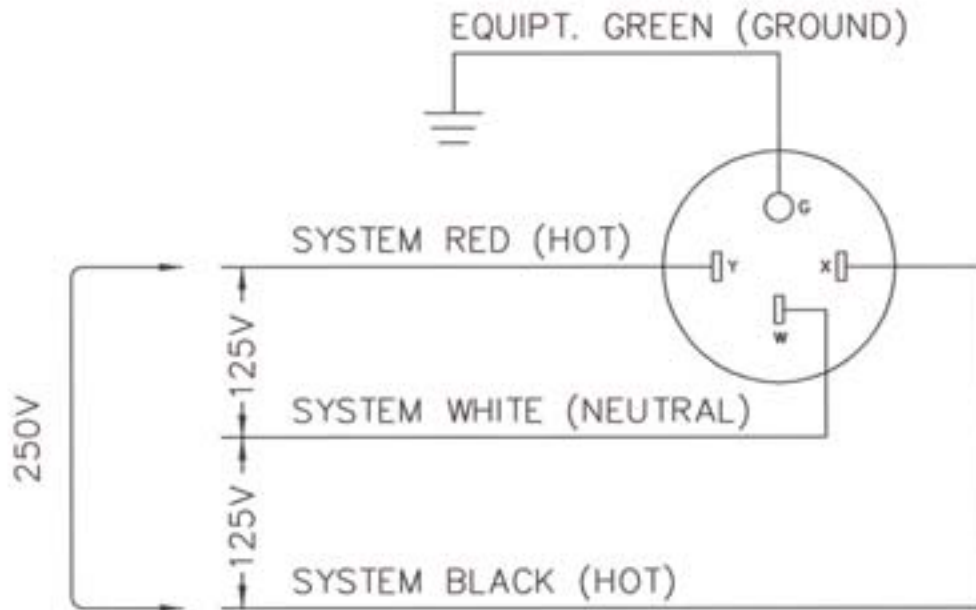 EQUIPT. GREEN (GROUND)
G
SYSTEM RED (HOT)
Y
X
W
125V
SYSTEM WHITE (NEUTRAL)
250V
125V
SYSTEM BLACK (HOT)